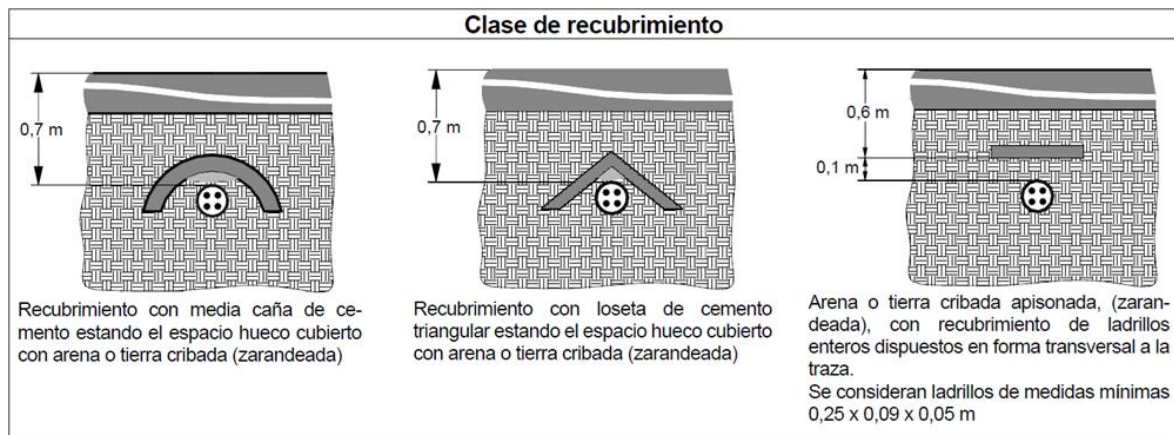 Clase de recubrimiento
0,7 m
0,7 m
0,6 m
0,1 m
Recubrimiento con media caña de ce-
mento estando el espacio hueco cubierto
con arena o tierra cribada (zarandeada)
Recubrimiento con loseta de cemento
triangular estando el espacio hueco cubierto
con arena o tierra cribada (zarandeada)
Arena o tierra cribada apisonada, (zaran-
deada), con recubrimiento de ladrillos
enteros dispuestos en forma transversal a la
traza.
Se consideran ladrillos de medidas mínimas
0,25 x 0,09 x 0,05 m